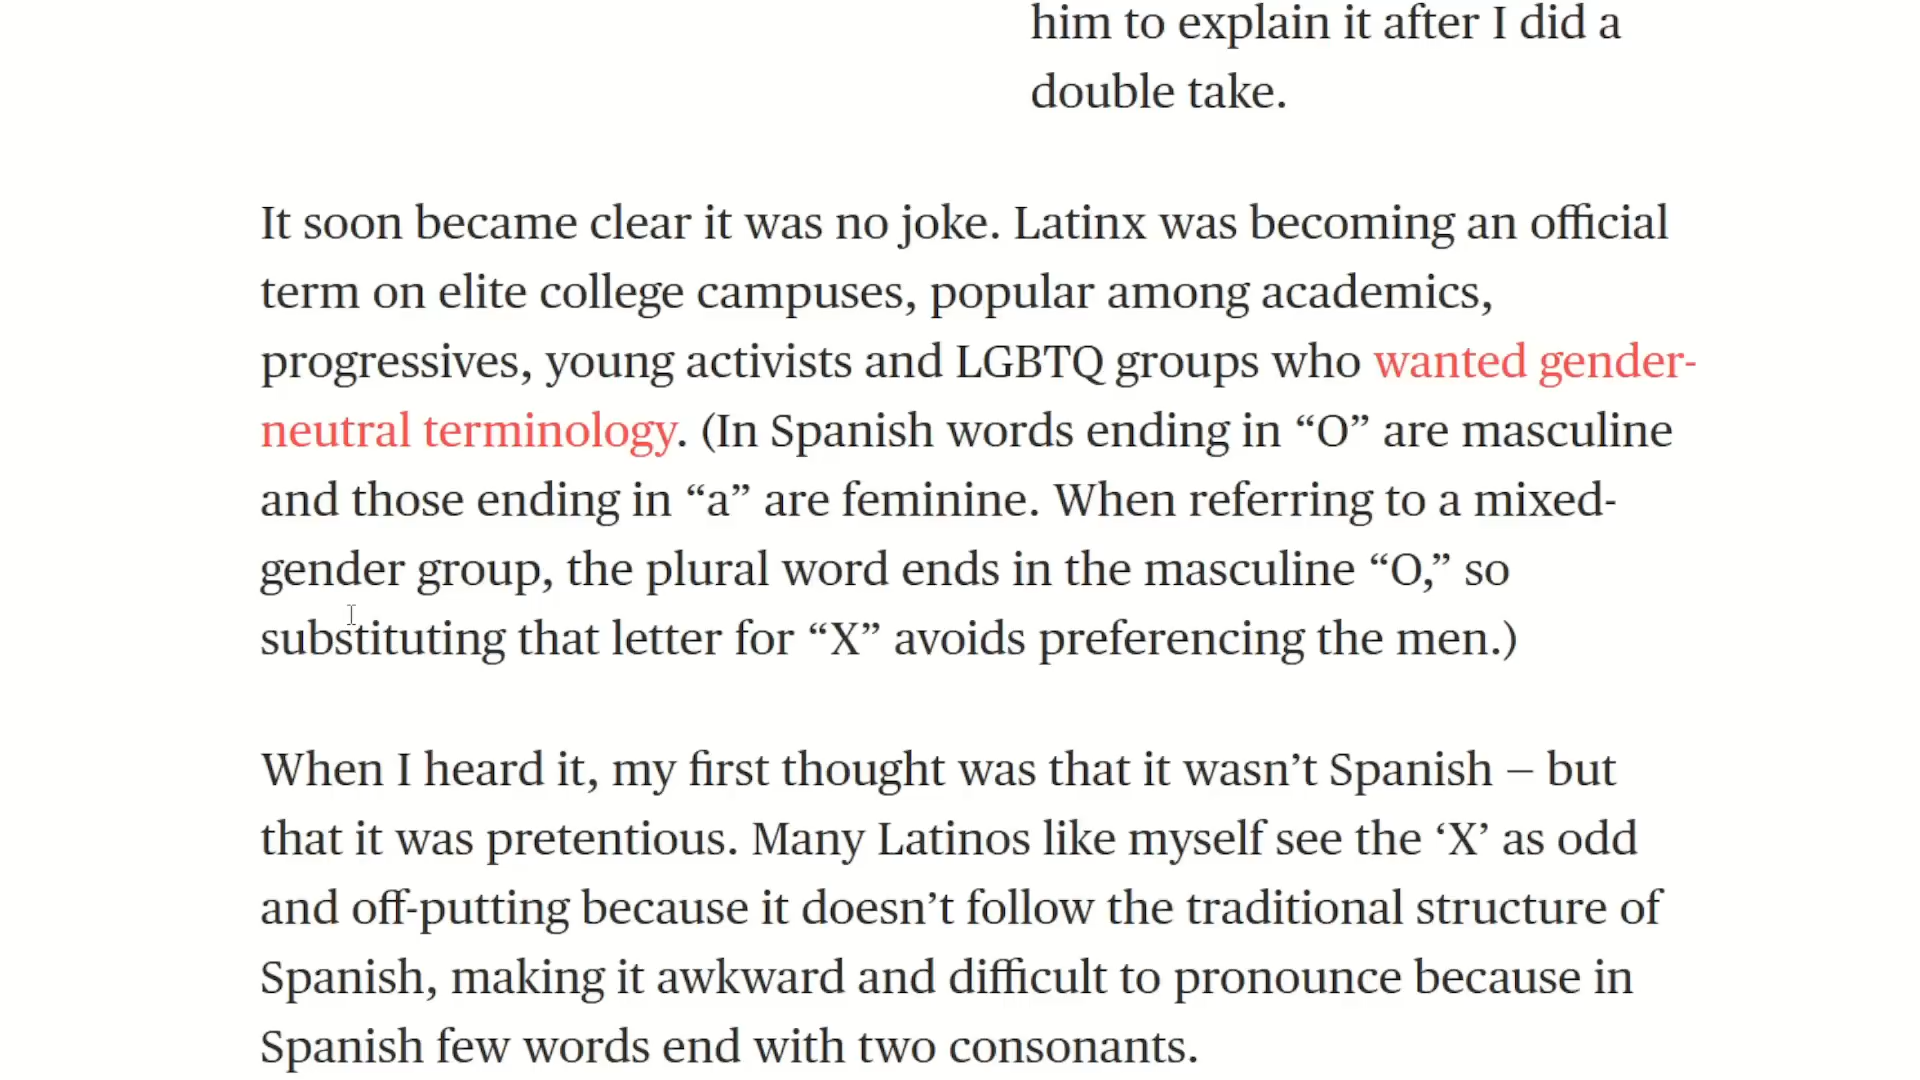 him to explain it after I did a
double take.
It soon became clear it was no joke. Latinx was becoming an official
term on elite college campuses, popular among academics,
progressives, young activists and LGBTQ groups who wanted gender-
neutral terminology. (In Spanish words ending in “O” are masculine
and those ending in “a” are feminine. When referring to a mixed-
gender group, the plural word ends in the masculine “O,” so
substituting that letter for “X” avoids preferencing the men.)
When I heard it, my first thought was that it wasn’t Spanish – but
that it was pretentious. Many Latinos like myself see the ‘X’ as odd
and off-putting because it doesn’t follow the traditional structure of
Spanish, making it awkward and difficult to pronounce because in
Spanish few words end with two consonants.